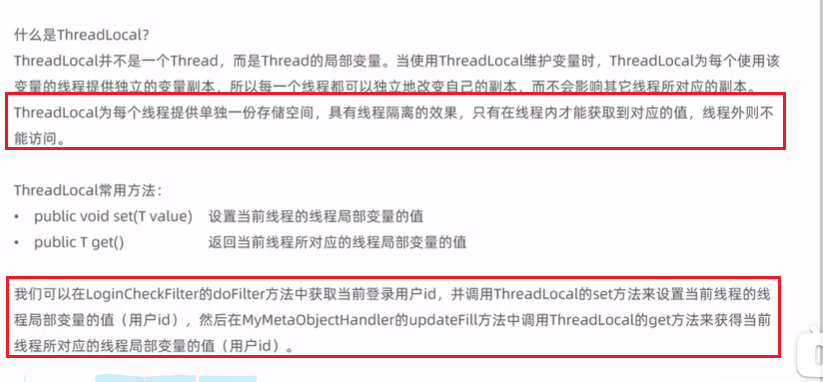 什么是ThreadLocal?
ThreadLocal并不是一个Thread，而是Thread的局部变量。当使用ThreadLocal维护变量时，ThreadLocal为每个使用该
变量的线程提供独立的变量副本，所以每一个线程都可以独立地改变自己的副本，而不会影响其它线程所对应的副本。
ThreadLocal为每个线程提供单独一份存储空间，具有线程隔离的效果，只有在线程内才能获取到对应的值，线程外则不
能访问。
ThreadLocal常用方法：
• public void set(T value) 设置当前线程的线程局部变量的值
• public T get() 返回当前线程所对应的线程局部变量的值
我们可以在LoginCheckFilter的doFilter方法中获取当前登录用户id，并调用ThreadLocal的set方法来设置当前线程的线
程局部变量的值（用户id），然后在MyMetaObjectHandler的updateFill方法中调用ThreadLocal的get方法来获得当前
线程所对应的线程局部变量的值（用户id）。